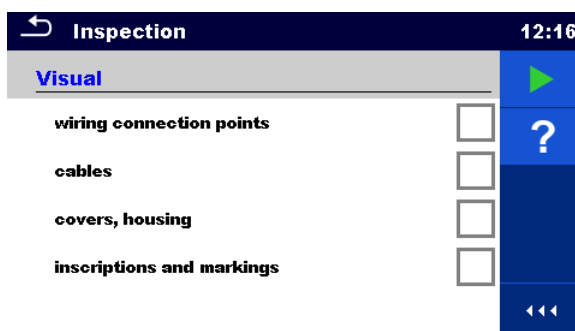 Inspection 12:16
Visual
wiring connection points
?
cables
covers, housing
inscriptions and markings